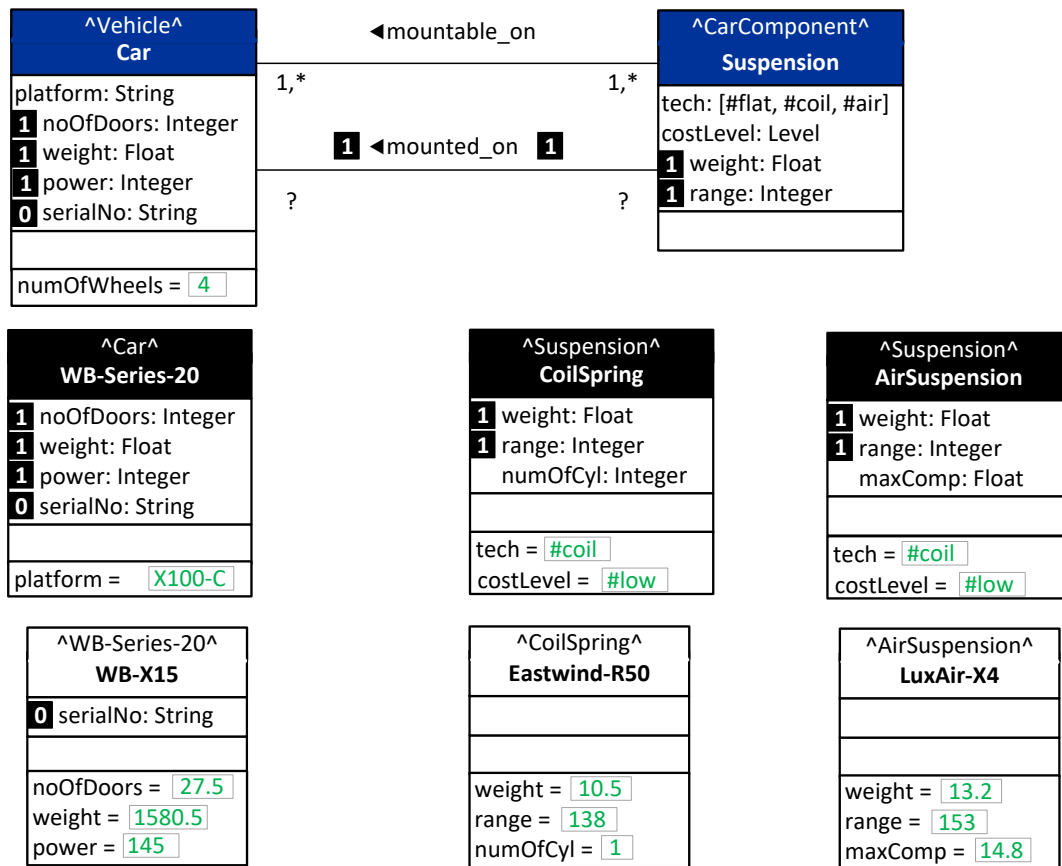 ^Vehicle^
Car
platform: String
1 noOfDoors: Integer
1 weight: Float
1 power: Integer
0 serialNo: String
numOfWheels = 4
◄mountable_on
1,*
1,*
1 ◄mounted_on 1
?
?
^CarComponent^
Suspension
tech: [#flat, #coil, #air]
costLevel: Level
1 weight: Float
1 range: Integer
^Car^
WB-Series-20
1 noOfDoors: Integer
1 weight: Float
1 power: Integer
0 serialNo: String
platform = X100-C
^Suspension^
CoilSpring
1 weight: Float
1 range: Integer
numOfCyl: Integer
tech = #coil
costLevel = #low
^Suspension^
AirSuspension
1 weight: Float
1 range: Integer
maxComp: Float
tech = #coil
costLevel = #low
^WB-Series-20^
WB-X15
0 serialNo: String
noOfDoors = 27.5
weight = 1580.5
power = 145
^CoilSpring^
Eastwind-R50
weight = 10.5
range = 138
numOfCyl = 1
^AirSuspension^
LuxAir-X4
weight = 13.2
range = 153
maxComp = 14.8